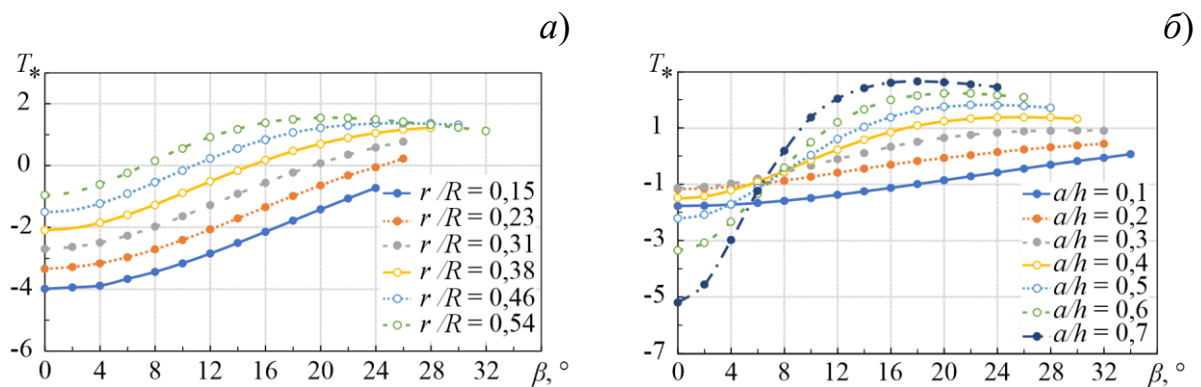 а)
T*
2
0
-2
-4
-6
0 4 8 12 16 20 24 28 32 β, °
r /R = 0,15
r /R = 0,23
r /R = 0,31
r /R = 0,38
r /R = 0,46
r /R = 0,54
б)
T*
1
-1
-3
-5
-7
0 4 8 12 16 20 24 28 32 β, °
a/h = 0,1
a/h = 0,2
a/h = 0,3
a/h = 0,4
a/h = 0,5
a/h = 0,6
a/h = 0,7